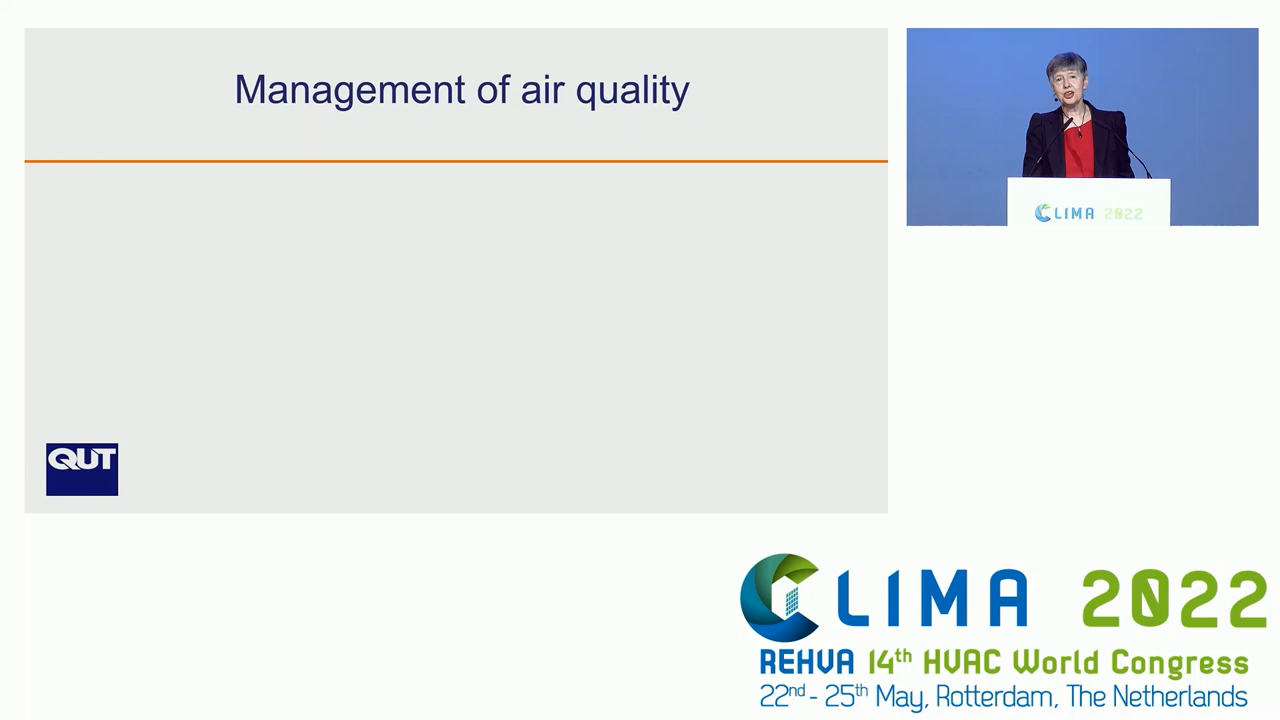 Management of air quality
CLIMA 2022
QUT
CLIMA 2022
REHVA 14th HVAC World Congress
22nd - 25th May, Rotterdam, The Netherlands